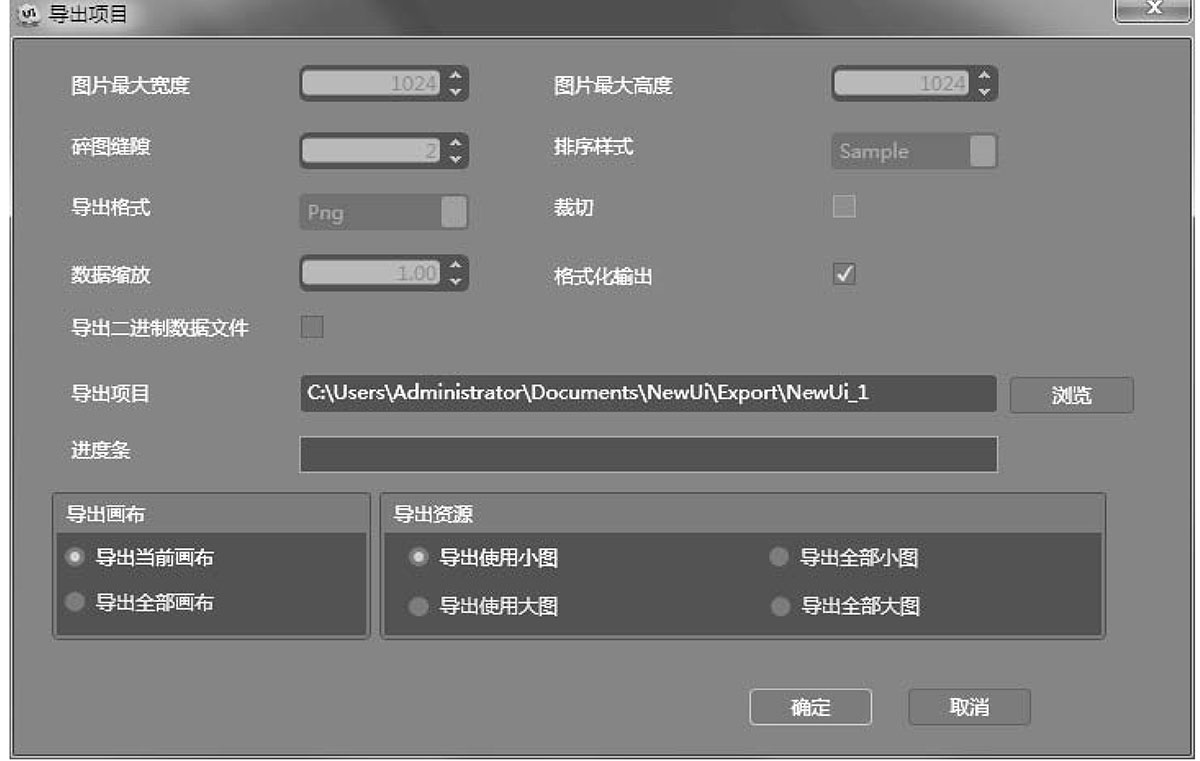 Ui 导出项目
图片最大宽度 1024 图片最大高度 1024
碎图缝隙 2 排序样式 Sample
导出格式 Png 裁切
数据缩放 1.00 格式化输出
导出二进制数据文件
导出项目 C:\Users\Administrator\Documents\NewUi\Export\NewUi_1 浏览
进度条
导出画布 导出资源
导出当前画布 导出使用小图 导出全部小图
导出全部画布 导出使用大图 导出全部大图
确定 取消